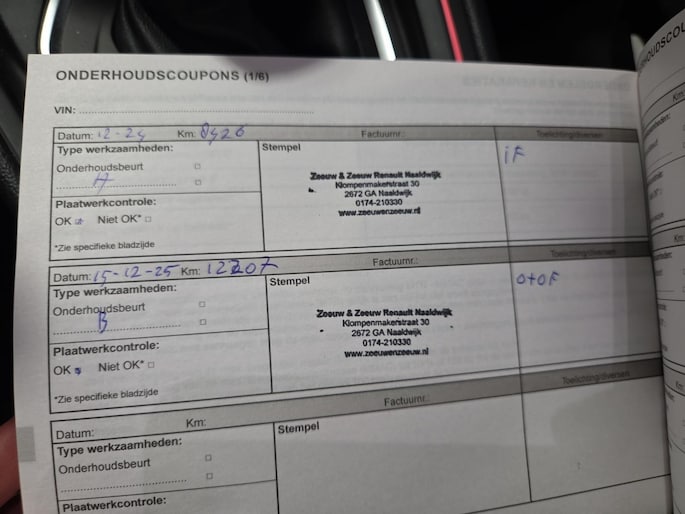 ONDERHOUDSCOUPONS (1/6)
VIN:
Datum: 12-24 Km: 8426 Factuurnr.: Toelichting/diversen
Type werkzaamheden: Stempel iF
Onderhoudsbeurt
A
Zeeuw & Zeeuw Renault Naaldwijk
Klompenmakerstraat 30
2672 GA Naaldwijk
0174-210330
www.zeeuwenzeeuw.nl
Plaatwerkcontrole:
OK Niet OK*
*Zie specifieke bladzijde
Datum: 15-12-25 Km: 12207 Factuurnr.: Toelichting/diversen
Type werkzaamheden: Stempel O+OF
Onderhoudsbeurt
B
Zeeuw & Zeeuw Renault Naaldwijk
Klompenmakerstraat 30
2672 GA Naaldwijk
0174-210330
www.zeeuwenzeeuw.nl
Plaatwerkcontrole:
OK Niet OK*
*Zie specifieke bladzijde
Datum: Km: Factuurnr.: Toelichting/diversen
Type werkzaamheden: Stempel
Onderhoudsbeurt
Plaatwerkcontrole: